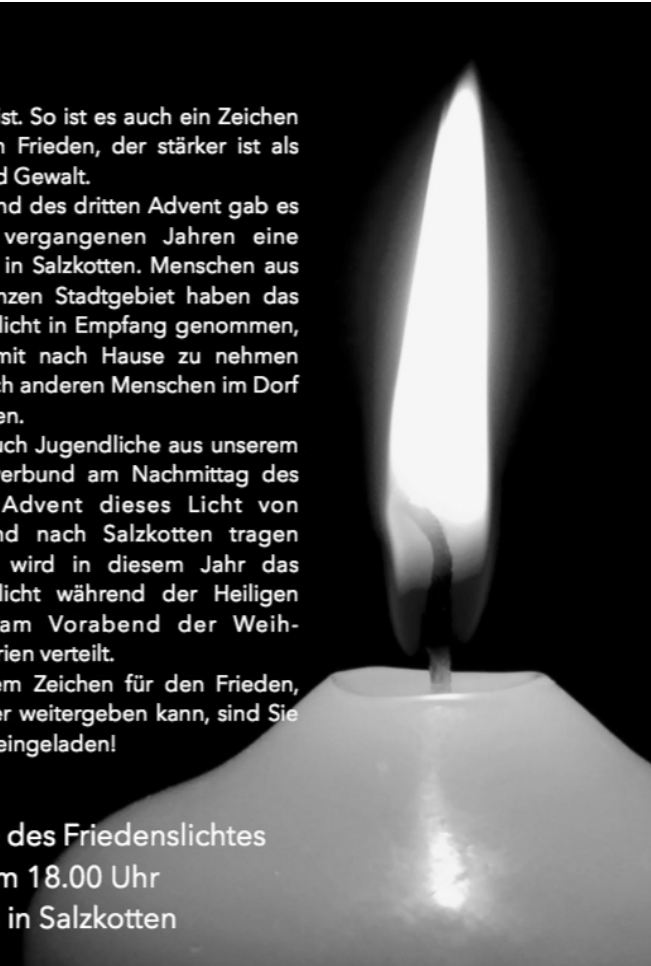 ist. So ist es auch ein Zeichen
n Frieden, der stärker ist als
d Gewalt.
nd des dritten Advent gab es
vergangenen Jahren eine
in Salzkotten. Menschen aus
nzen Stadtgebiet haben das
licht in Empfang genommen,
mit nach Hause zu nehmen
ch anderen Menschen im Dorf
en.
uch Jugendliche aus unserem
verbund am Nachmittag des
Advent dieses Licht von
nd nach Salzkotten tragen
wird in diesem Jahr das
licht während der Heiligen
am Vorabend der Weih-
rien verteilt.
em Zeichen für den Frieden,
er weitergeben kann, sind Sie
eingeladen!
des Friedenslichtes
m 18.00 Uhr
in Salzkotten